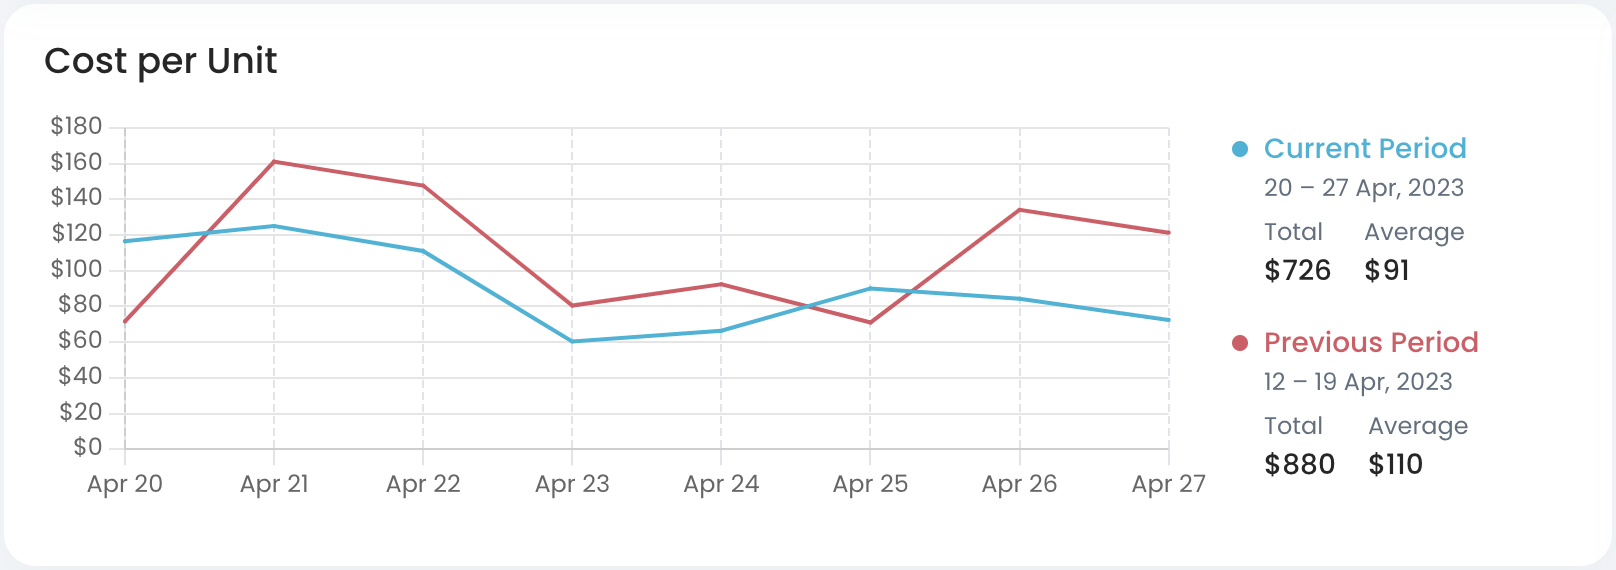 Cost per Unit
$180
$160
$140
$120
$100
$80
$60
$40
$20
$0
Apr 20 Apr 21 Apr 22 Apr 23 Apr 24 Apr 25 Apr 26 Apr 27
Current Period
20 – 27 Apr, 2023
Total Average
$726 $91
Previous Period
12 – 19 Apr, 2023
Total Average
$880 $110